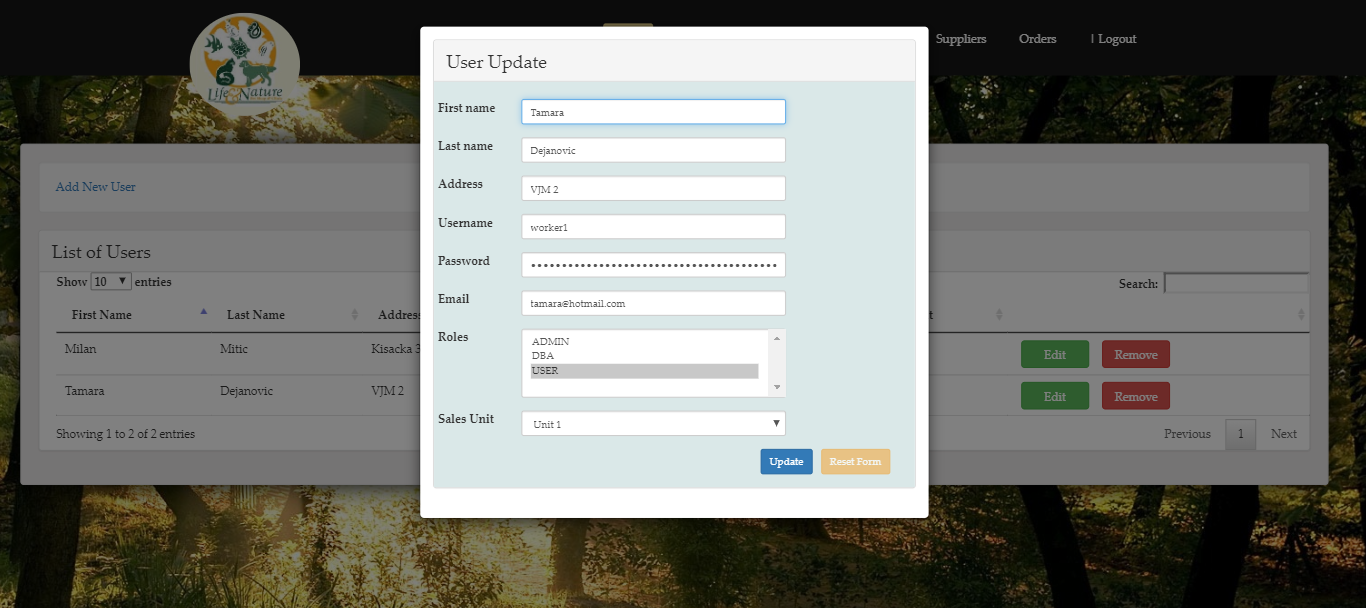 Life & Nature
Suppliers
Orders
| Logout
User Update
First name
Tamara
Last name
Dejanovic
Address
VJM 2
Username
worker1
Password
••••••••••••••••••••••••••••••••••••••••
Email
tamara@hotmail.com
Roles
ADMIN
DBA
USER
Sales Unit
Unit 1
Update
Reset Form
Add New User
List of Users
Show 10 entries
Search:
First Name
Last Name
Milan
Mitic
Kisacka 3
Edit
Remove
Tamara
Dejanovic
VJM 2
Edit
Remove
Showing 1 to 2 of 2 entries
Previous
1
Next